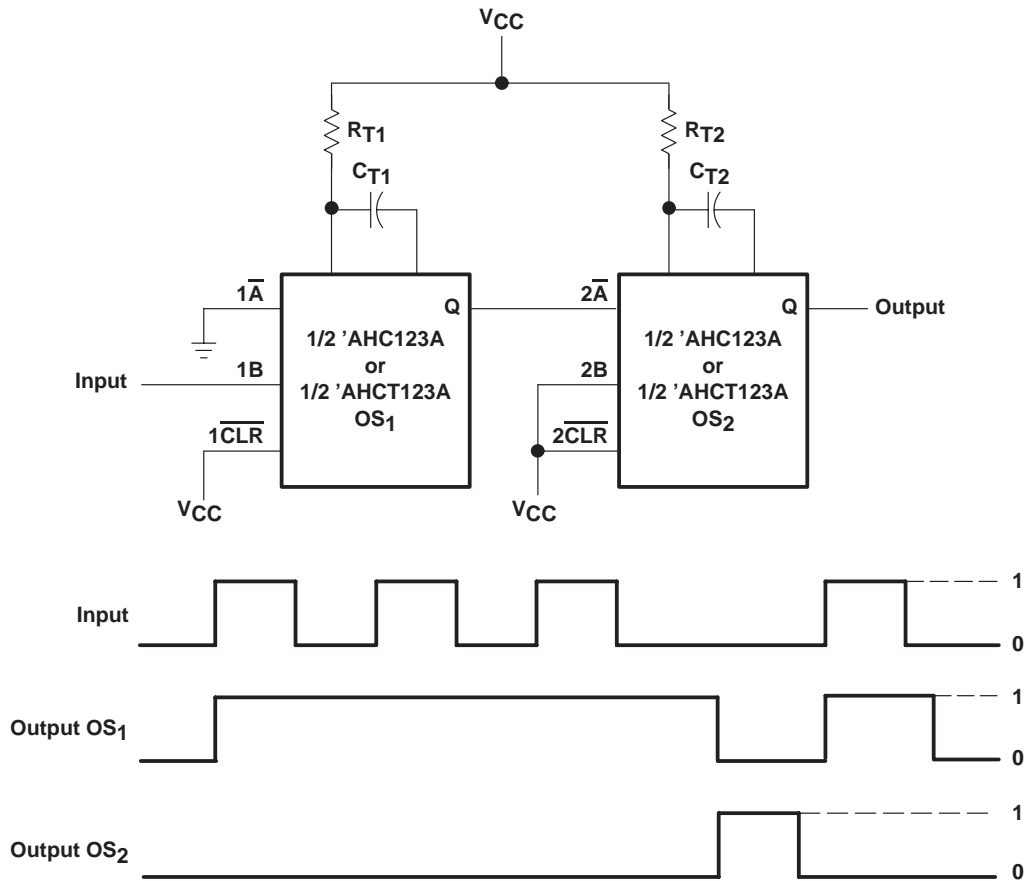 VCC
RT1
RT2
CT1
CT2
1A̅
Q
2A̅
Q
Output
1/2 ’AHC123A
or
1/2 ’AHCT123A
OS1
1/2 ’AHC123A
or
1/2 ’AHCT123A
OS2
Input
1B
2B
1C̅L̅R̅
2C̅L̅R̅
VCC
VCC
Input
1
0
Output OS1
1
0
Output OS2
1
0